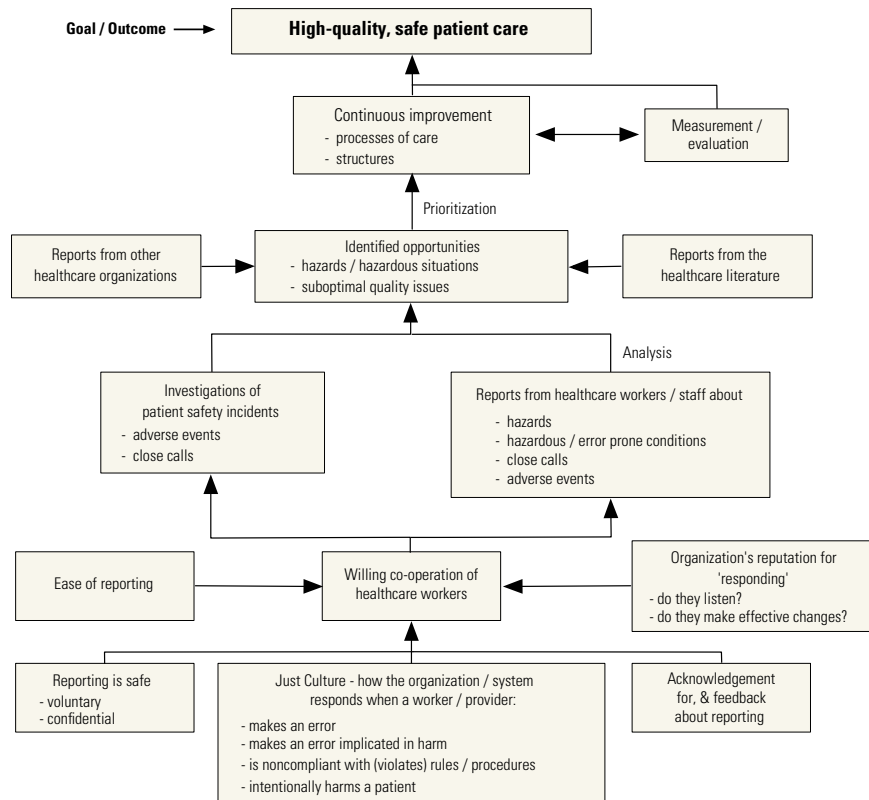 Goal / Outcome
High-quality, safe patient care
Continuous improvement
- processes of care
- structures
Measurement /
evaluation
Prioritization
Reports from other
healthcare organizations
Identified opportunities
- hazards / hazardous situations
- suboptimal quality issues
Reports from the
healthcare literature
Analysis
Investigations of
patient safety incidents
- adverse events
- close calls
Reports from healthcare workers / staff about
- hazards
- hazardous / error prone conditions
- close calls
- adverse events
Ease of reporting
Willing co-operation of
healthcare workers
Organization's reputation for
'responding'
- do they listen?
- do they make effective changes?
Reporting is safe
- voluntary
- confidential
Just Culture - how the organization / system
responds when a worker / provider:
- makes an error
- makes an error implicated in harm
- is noncompliant with (violates) rules / procedures
- intentionally harms a patient
Acknowledgement
for, & feedback
about reporting